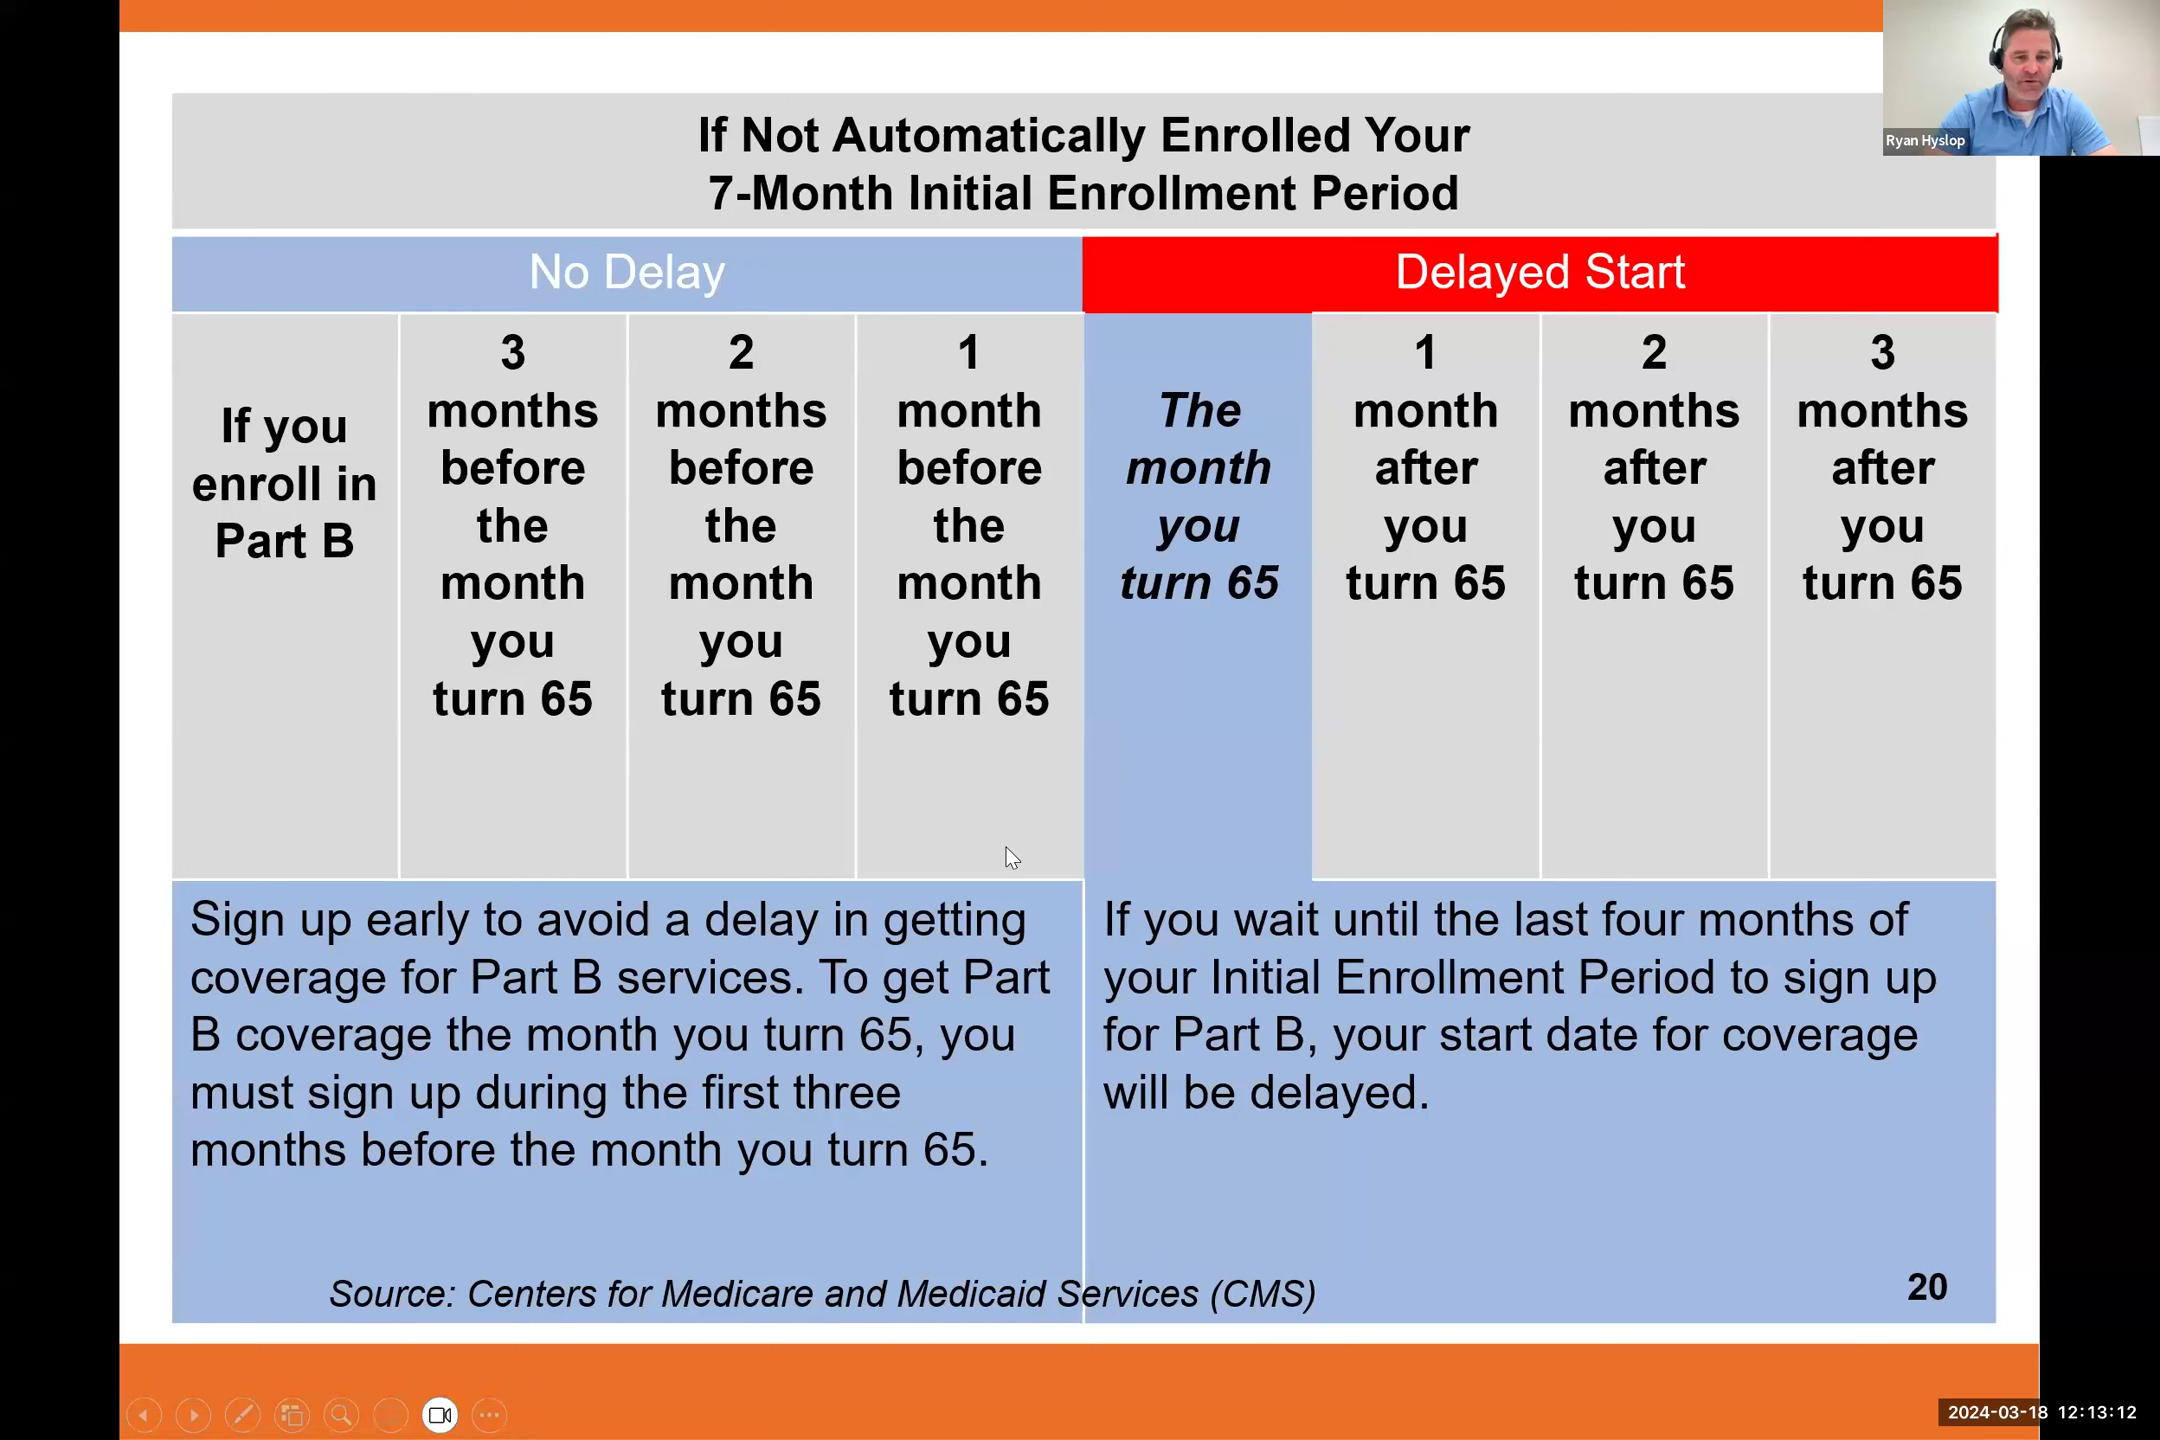 If Not Automatically Enrolled Your
7-Month Initial Enrollment Period
Ryan Hyslop
No Delay
Delayed Start
If you
enroll in
Part B
3
months
before
the
month
you
turn 65
2
months
before
the
month
you
turn 65
1
month
before
the
month
you
turn 65
The
month
you
turn 65
1
month
after
you
turn 65
2
months
after
you
turn 65
3
months
after
you
turn 65
Sign up early to avoid a delay in getting
coverage for Part B services. To get Part
B coverage the month you turn 65, you
must sign up during the first three
months before the month you turn 65.
If you wait until the last four months of
your Initial Enrollment Period to sign up
for Part B, your start date for coverage
will be delayed.
Source: Centers for Medicare and Medicaid Services (CMS)
20
2024-03-18 12:13:12